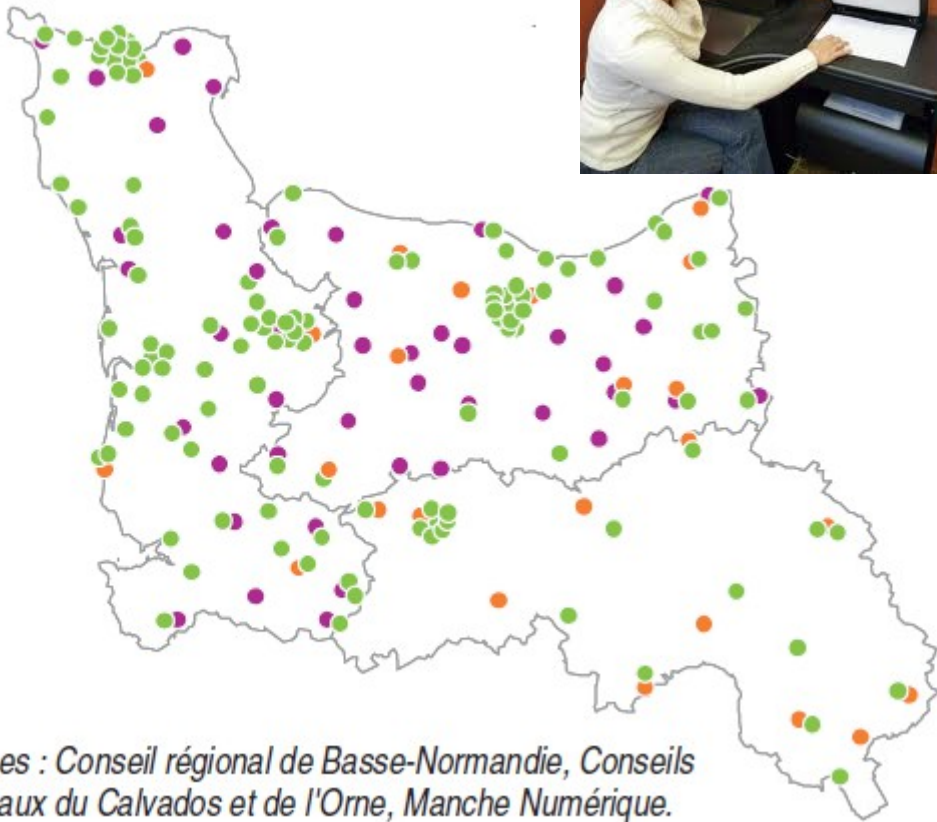 es : Conseil régional de Basse-Normandie, Conseils
aux du Calvados et de l'Orne, Manche Numérique.